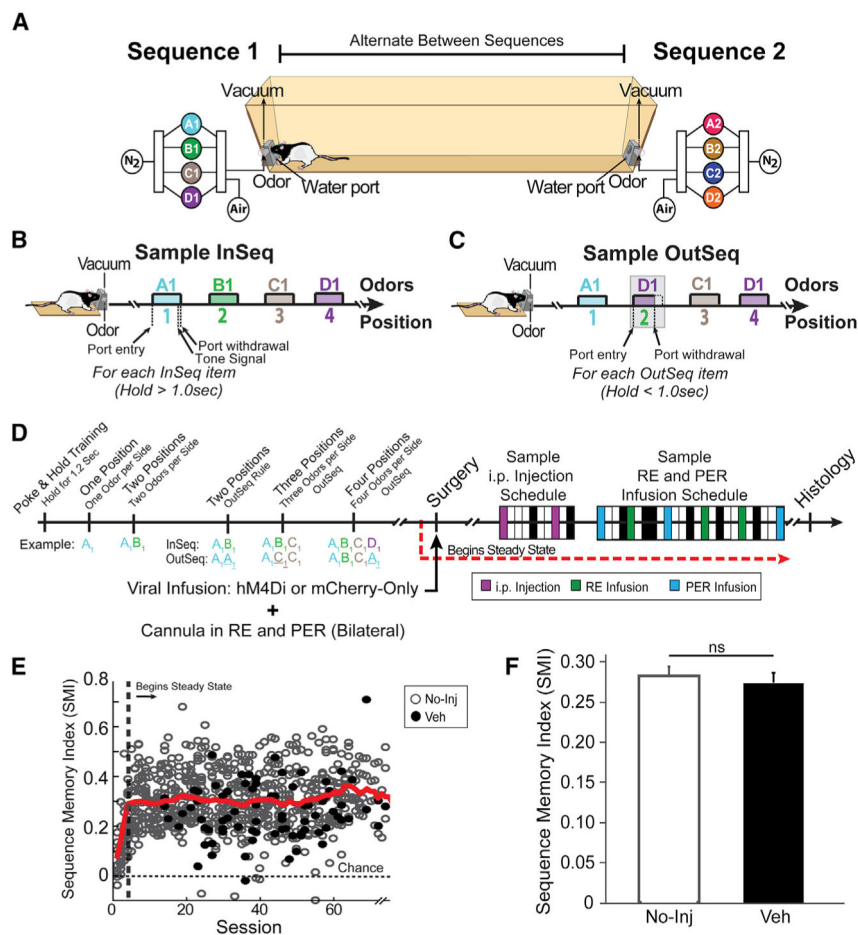 A
Sequence 1
Alternate Between Sequences
Sequence 2
Vacuum
Vacuum
A1
B1
C1
D1
N2
Air
Odor
Water port
Water port
Odor
A2
B2
C2
D2
N2
Air
B
Sample InSeq
Vacuum
Odor
A1 B1 C1 D1 Odors
1 2 3 4 Position
Port entry
Port withdrawal
Tone Signal
For each InSeq item
(Hold > 1.0sec)
C
Sample OutSeq
Vacuum
Odor
A1 D1 C1 D1 Odors
1 2 3 4 Position
Port entry
Port withdrawal
For each OutSeq item
(Hold < 1.0sec)
D
Poke & Hold Training
Hold for 1.2 Sec
One Position
One Odor per Side
Two Positions
Two Odors per Side
Two Positions
OutSeq Rule
Three Positions
Three Odors per Side
OutSeq
Four Positions
Four Odors per Side
OutSeq
Surgery
Sample
i.p. Injection
Schedule
Sample
RE and PER
Infusion Schedule
Histology
Example: A1 A1B1
InSeq: A1B1 A1B1C1 A1B1C1D1
OutSeq: A1A1 A1C1C1 A1B1C1A1
Begins Steady State
Viral Infusion: hM4Di or mCherry-Only
+
Cannula in RE and PER (Bilateral)
i.p. Injection RE Infusion PER Infusion
E
Sequence Memory Index (SMI)
0.8
0.6
0.4
0.2
0
Begins Steady State
No-Inj
Veh
Chance
0 20 40 60
Session
F
Sequence Memory Index (SMI)
0.30
0.25
0.20
0.15
0.10
0.05
0
ns
No-Inj Veh